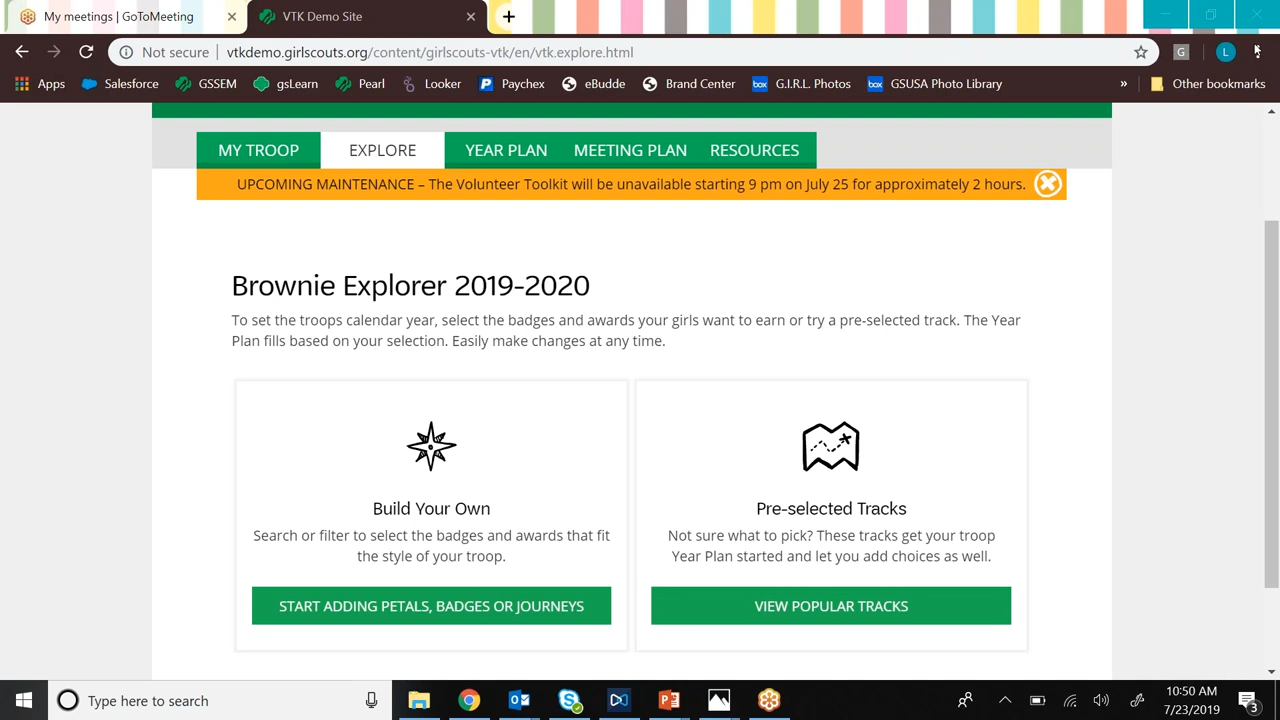 My meetings | GoToMeeting
VTK Demo Site
Not secure
vtkdemo.girlscouts.org/content/girlscouts-vtk/en/vtk.explore.html
G
L
Apps
Salesforce
GSSEM
gsLearn
Pearl
Looker
Paychex
eBudde
Brand Center
box
G.I.R.L. Photos
box
GSUSA Photo Library
»
Other bookmarks
MY TROOP
EXPLORE
YEAR PLAN
MEETING PLAN
RESOURCES
UPCOMING MAINTENANCE – The Volunteer Toolkit will be unavailable starting 9 pm on July 25 for approximately 2 hours.
Brownie Explorer 2019-2020
To set the troops calendar year, select the badges and awards your girls want to earn or try a pre-selected track. The Year
Plan fills based on your selection. Easily make changes at any time.
Build Your Own
Search or filter to select the badges and awards that fit
the style of your troop.
START ADDING PETALS, BADGES OR JOURNEYS
Pre-selected Tracks
Not sure what to pick? These tracks get your troop
Year Plan started and let you add choices as well.
VIEW POPULAR TRACKS
Type here to search
10:50 AM
7/23/2019
3